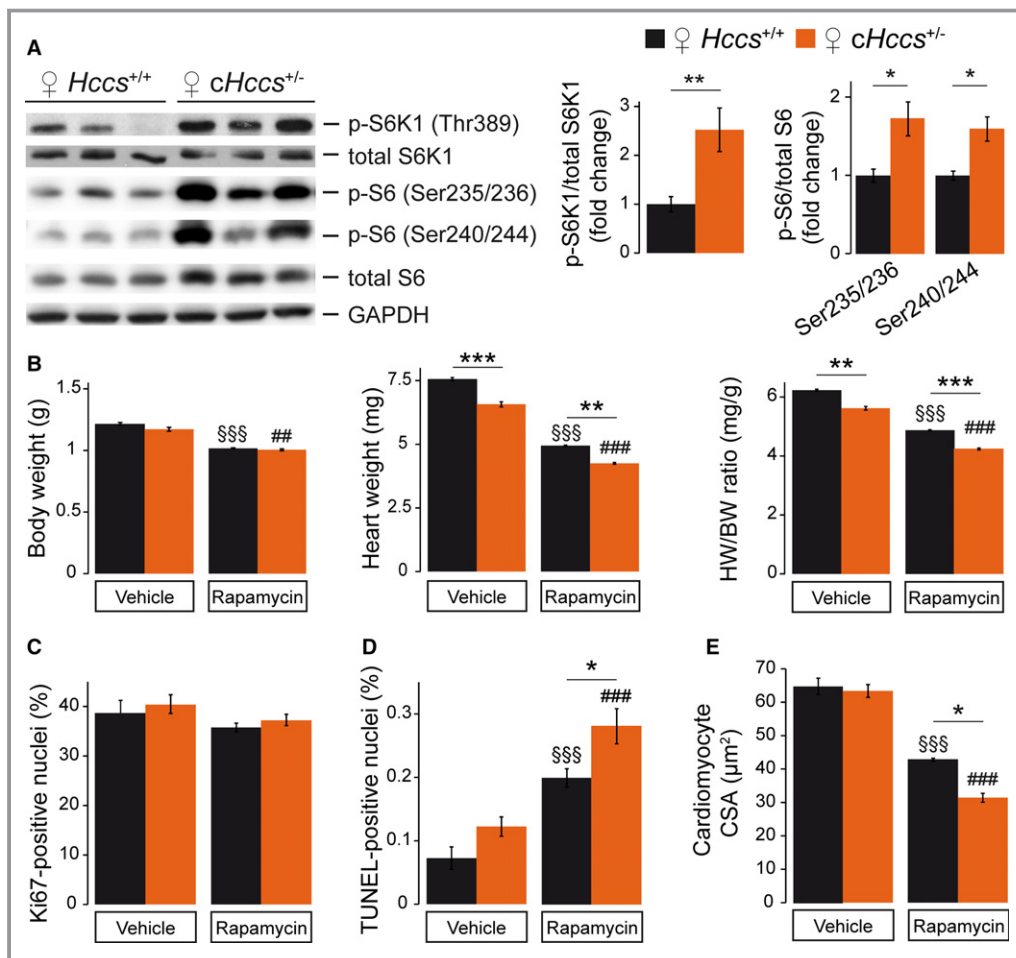 A
♀ Hccs+/+ ♀ cHccs+/-
p-S6K1 (Thr389)
total S6K1
p-S6 (Ser235/236)
p-S6 (Ser240/244)
total S6
GAPDH
♀ Hccs+/+ ♀ cHccs+/-
p-S6K1/total S6K1
(fold change)
3
2
1
0
**
p-S6/total S6
(fold change)
2
1
0
* *
Ser235/236
Ser240/244
B
Body weight (g)
1.5
1
0.5
0
§§§ ##
Vehicle Rapamycin
Heart weight (mg)
7.5
5
2.5
0
***
**
§§§ ###
Vehicle Rapamycin
HW/BW ratio (mg/g)
6
4
2
0
**
***
§§§ ###
Vehicle Rapamycin
C
Ki67-positive nuclei (%)
40
30
20
10
0
Vehicle Rapamycin
D
TUNEL-positive nuclei (%)
0.3
0.2
0.1
0
*
§§§ ###
Vehicle Rapamycin
E
Cardiomyocyte
CSA (µm²)
70
60
50
40
30
20
10
0
*
§§§ ###
Vehicle Rapamycin